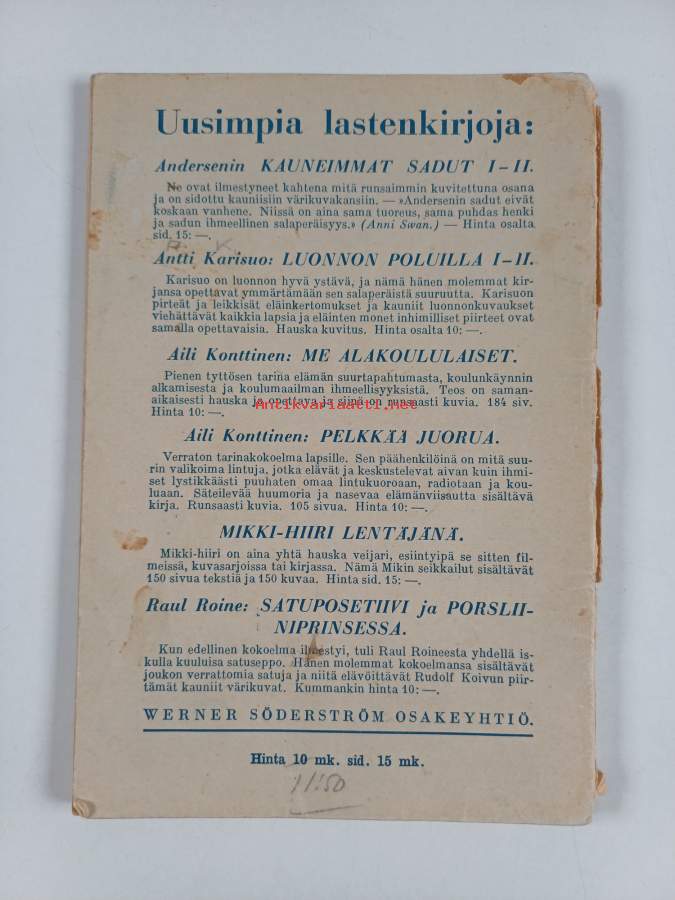 Uusimpia lastenkirjoja:
Andersenin KAUNEIMMAT SADUT I-II.
Ne ovat ilmestyneet kahtena mitä runsaimmin kuvitettuna osana
ja on sidottu kauniisiin värikuvakansiin. — »Andersenin sadut eivät
koskaan vanhene. Niissä on aina sama tuoreus, sama puhdas henki
ja sadun ihmeellinen salaperäisyys.» (Anni Swan.) — Hinta osalta
sid. 15: —.
Antti Karisuo: LUONNON POLUILLA I-II.
Karisuo on luonnon hyvä ystävä, ja nämä hänen molemmat kir-
jansa opettavat ymmärtämään sen salaperäistä suuruutta. Karisuon
pirteät ja leikkisät eläinkertomukset ja kauniit luonnonkuvaukset
viehättävät kaikkia lapsia ja eläinten monet inhimilliset piirteet ovat
samalla opettavaisia. Hauska kuvitus. Hinta osalta 10: —.
Aili Konttinen: ME ALAKOULULAISET.
Pienen tyttösen tarina elämän suurtapahtumasta, koulunkäynnin
alkamisesta ja koulumaailman ihmeellisyyksistä. Teos on saman-
aikaisesti hauska ja opettava ja siinä on runsaasti kuvia. 184 siv.
Hinta 10: —.
Antikvariaatti.net
Aili Konttinen: PELKKÄÄ JUORUA.
Verraton tarinakokoelma lapsille. Sen päähenkilöinä on mitä suu-
rin valikoima lintuja, jotka elävät ja keskustelevat aivan kuin ihmi-
set lystikkäästi puuhaten omaa lintukuoroaan, radiotaan ja kou-
luaan. Säteilevää huumoria ja nasevaa elämänviisautta sisältävä
kirja. Runsaasti kuvia. 105 sivua. Hinta 10: —.
MIKKI-HIIRI LENTÄJÄNÄ.
Mikki-hiiri on aina yhtä hauska veijari, esiintyipä se sitten fil-
meissä, kuvasarjoissa tai kirjassa. Nämä Mikin seikkailut sisältävät
150 sivua tekstiä ja 150 kuvaa. Hinta sid. 15: —.
Raul Roine: SATUPOSETIIVI ja PORSLII-
NIPRINSESSA.
Kun edellinen kokoelma ilmestyi, tuli Raul Roineesta yhdellä is-
kulla kuuluisa satuseppo. Hänen molemmat kokoelmansa sisältävät
joukon verrattomia satuja ja niitä elävöittävät Rudolf Koivun piir-
tämät kauniit värikuvat. Kummankin hinta 10: —.
WERNER SÖDERSTRÖM OSAKEYHTIÖ.
Hinta 10 mk. sid. 15 mk.
11:50